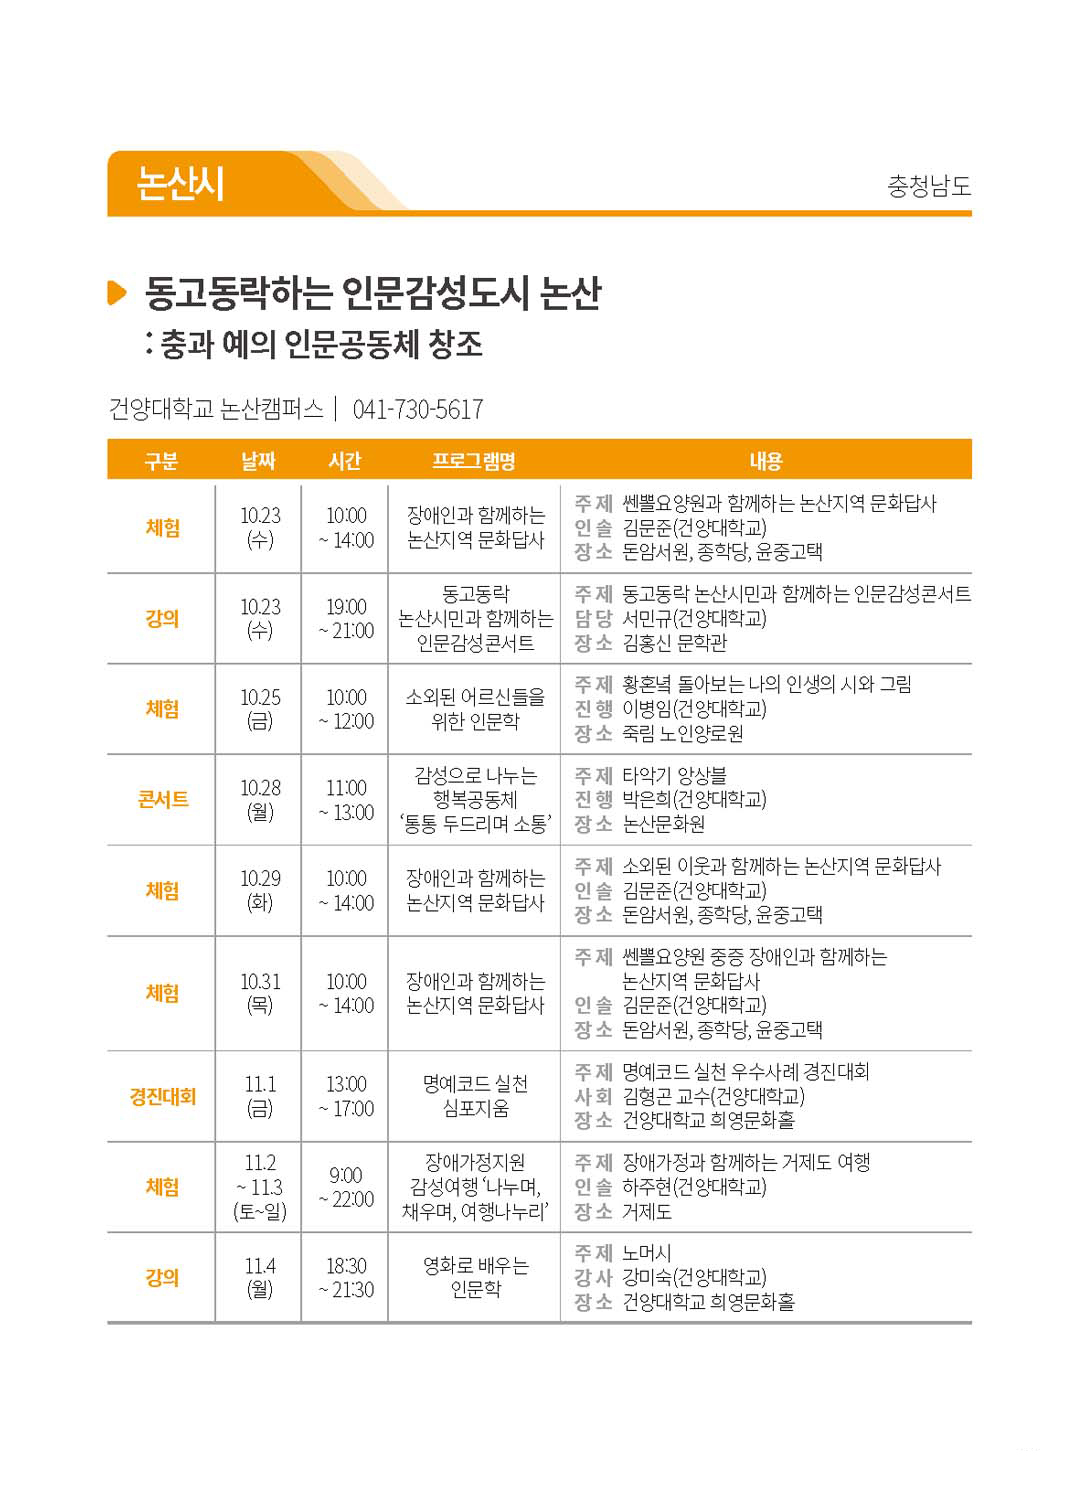 논산시
충청남도
동고동락하는 인문감성도시 논산
: 충과 예의 인문공동체 창조
건양대학교 논산캠퍼스 | 041-730-5617
구분 날짜 시간 프로그램명 내용
체험
10.23
(수)
10:00
~ 14:00
장애인과 함께하는
논산지역 문화답사
주제 쎈뽈요양원과 함께하는 논산지역 문화답사
인솔 김문준(건양대학교)
장소 돈암서원, 종학당, 윤중고택
강의
10.23
(수)
19:00
~ 21:00
동고동락
논산시민과 함께하는
인문감성콘서트
주제 동고동락 논산시민과 함께하는 인문감성콘서트
담당 서민규(건양대학교)
장소 김홍신 문학관
체험
10.25
(금)
10:00
~ 12:00
소외된 어르신들을
위한 인문학
주제 황혼녘 돌아보는 나의 인생의 시와 그림
진행 이병임(건양대학교)
장소 죽림 노인양로원
콘서트
10.28
(월)
11:00
~ 13:00
감성으로 나누는
행복공동체
‘통통 두드리며 소통’
주제 타악기 앙상블
진행 박은희(건양대학교)
장소 논산문화원
체험
10.29
(화)
10:00
~ 14:00
장애인과 함께하는
논산지역 문화답사
주제 소외된 이웃과 함께하는 논산지역 문화답사
인솔 김문준(건양대학교)
장소 돈암서원, 종학당, 윤중고택
체험
10.31
(목)
10:00
~ 14:00
장애인과 함께하는
논산지역 문화답사
주제 쎈뽈요양원 중증 장애인과 함께하는
논산지역 문화답사
인솔 김문준(건양대학교)
장소 돈암서원, 종학당, 윤중고택
경진대회
11.1
(금)
13:00
~ 17:00
명예코드 실천
심포지움
주제 명예코드 실천 우수사례 경진대회
사회 김형곤 교수(건양대학교)
장소 건양대학교 희영문화홀
체험
11.2
~ 11.3
(토~일)
9:00
~ 22:00
장애가정지원
감성여행 ‘나누며,
채우며, 여행나누리’
주제 장애가정과 함께하는 거제도 여행
인솔 하주현(건양대학교)
장소 거제도
강의
11.4
(월)
18:30
~ 21:30
영화로 배우는
인문학
주제 노머시
강사 강미숙(건양대학교)
장소 건양대학교 희영문화홀